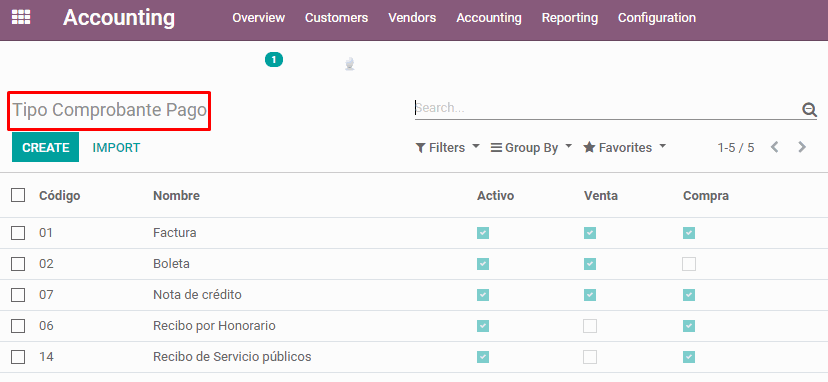 Accounting Overview Customers Vendors Accounting Reporting Configuration
1
Tipo Comprobante Pago Search...
CREATE IMPORT Filters Group By Favorites 1-5 / 5
Código Nombre Activo Venta Compra
01 Factura
02 Boleta
07 Nota de crédito
06 Recibo por Honorario
14 Recibo de Servicio públicos